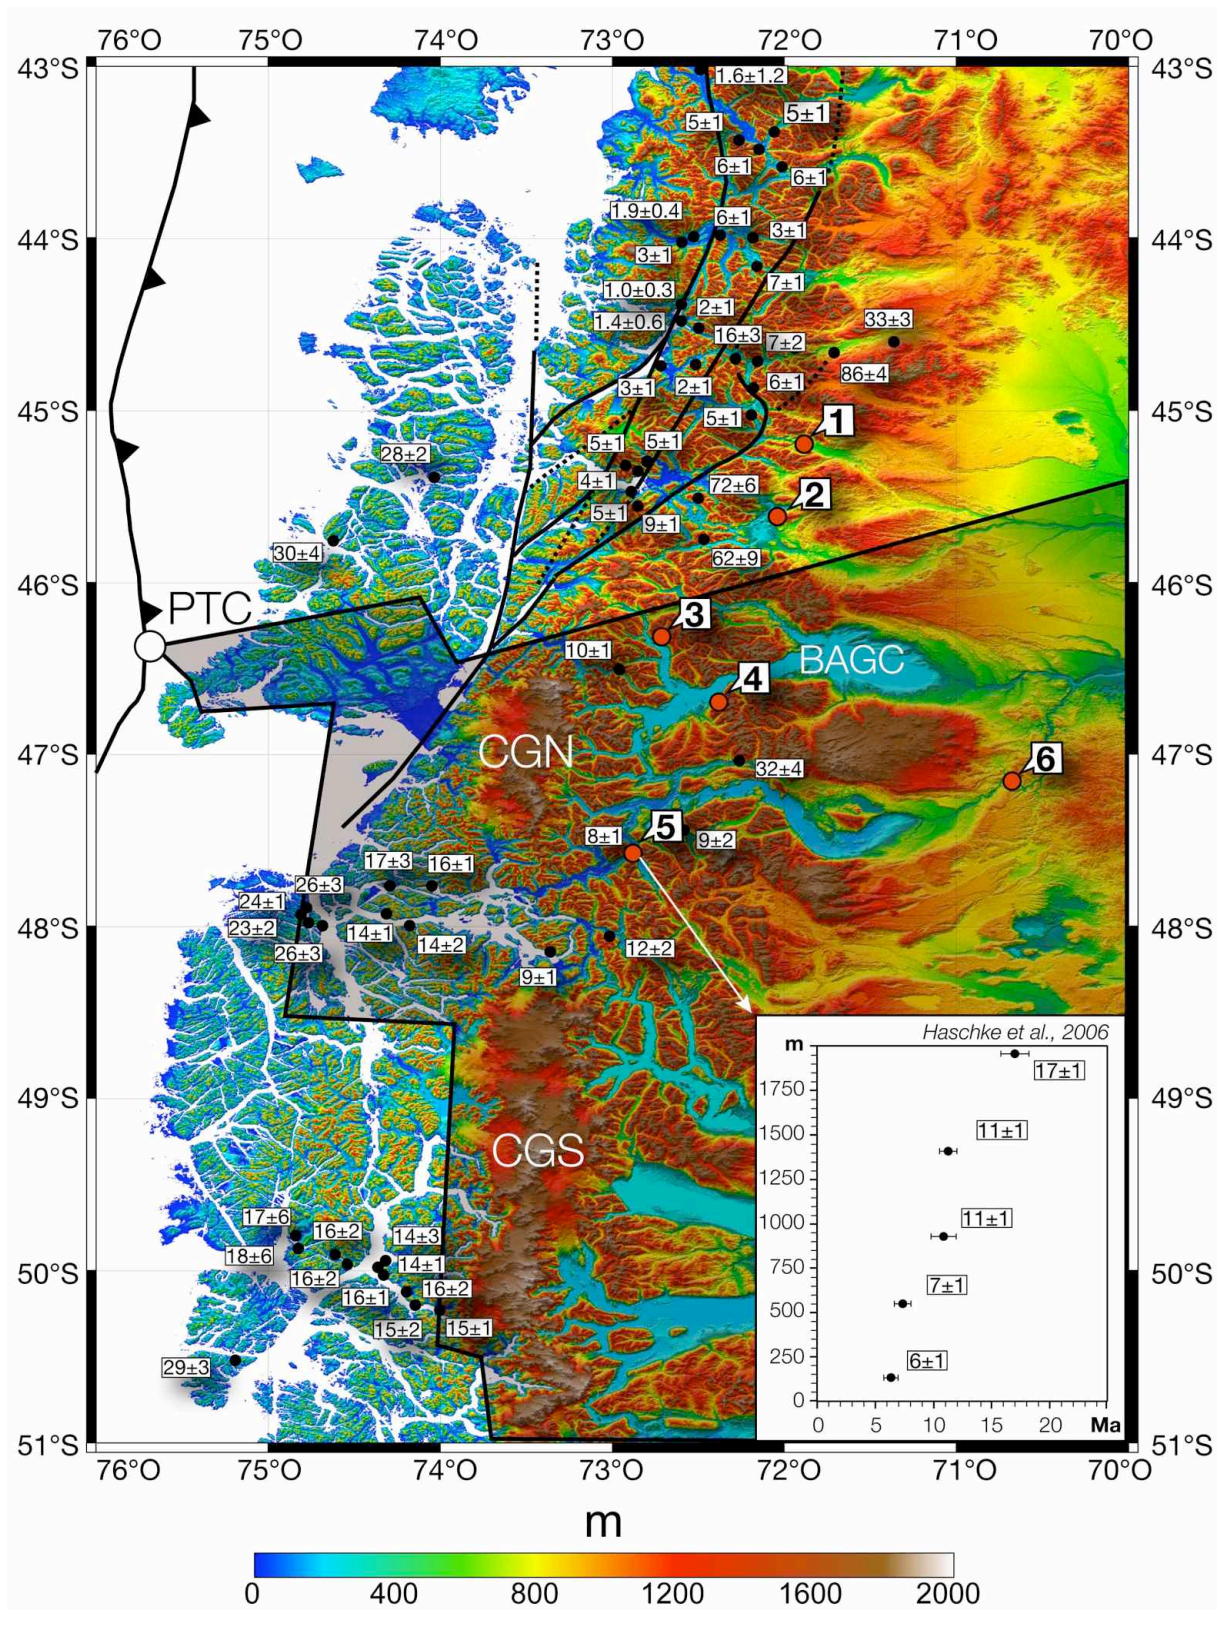 76°O 75°O 74°O 73°O 72°O 71°O 70°O
43°S 43°S
1.6±1.2
5±1 5±1
6±1 6±1
1.9±0.4 6±1 3±1
44°S 44°S
3±1
7±1
1.0±0.3
2±1
1.4±0.6 33±3
16±3 7±2
86±4
3±1 2±1 6±1
45°S 45°S
5±1 1
5±1 5±1
28±2
4±1 72±6 2
5±1 9±1
30±4 62±9
46°S 46°S
PTC 3
10±1 BAGC
4
CGN
47°S 47°S
32±4 6
8±1 5 9±2
17±3 16±1
26±3
24±1
23±2 14±1
48°S 48°S
26±3 14±2 12±2
9±1
Haschke et al., 2006
m
17±1
1750
49°S 49°S
1500 11±1
CGS
1250
1000 11±1
17±6 16±2 14±3
18±6 14±1
750
50°S 50°S
16±2 7±1
16±1 16±2
500
15±2 15±1
250 6±1
29±3
0
0 5 10 15 20 Ma
51°S 51°S
76°O 75°O 74°O 73°O 72°O 71°O 70°O
m
0 400 800 1200 1600 2000